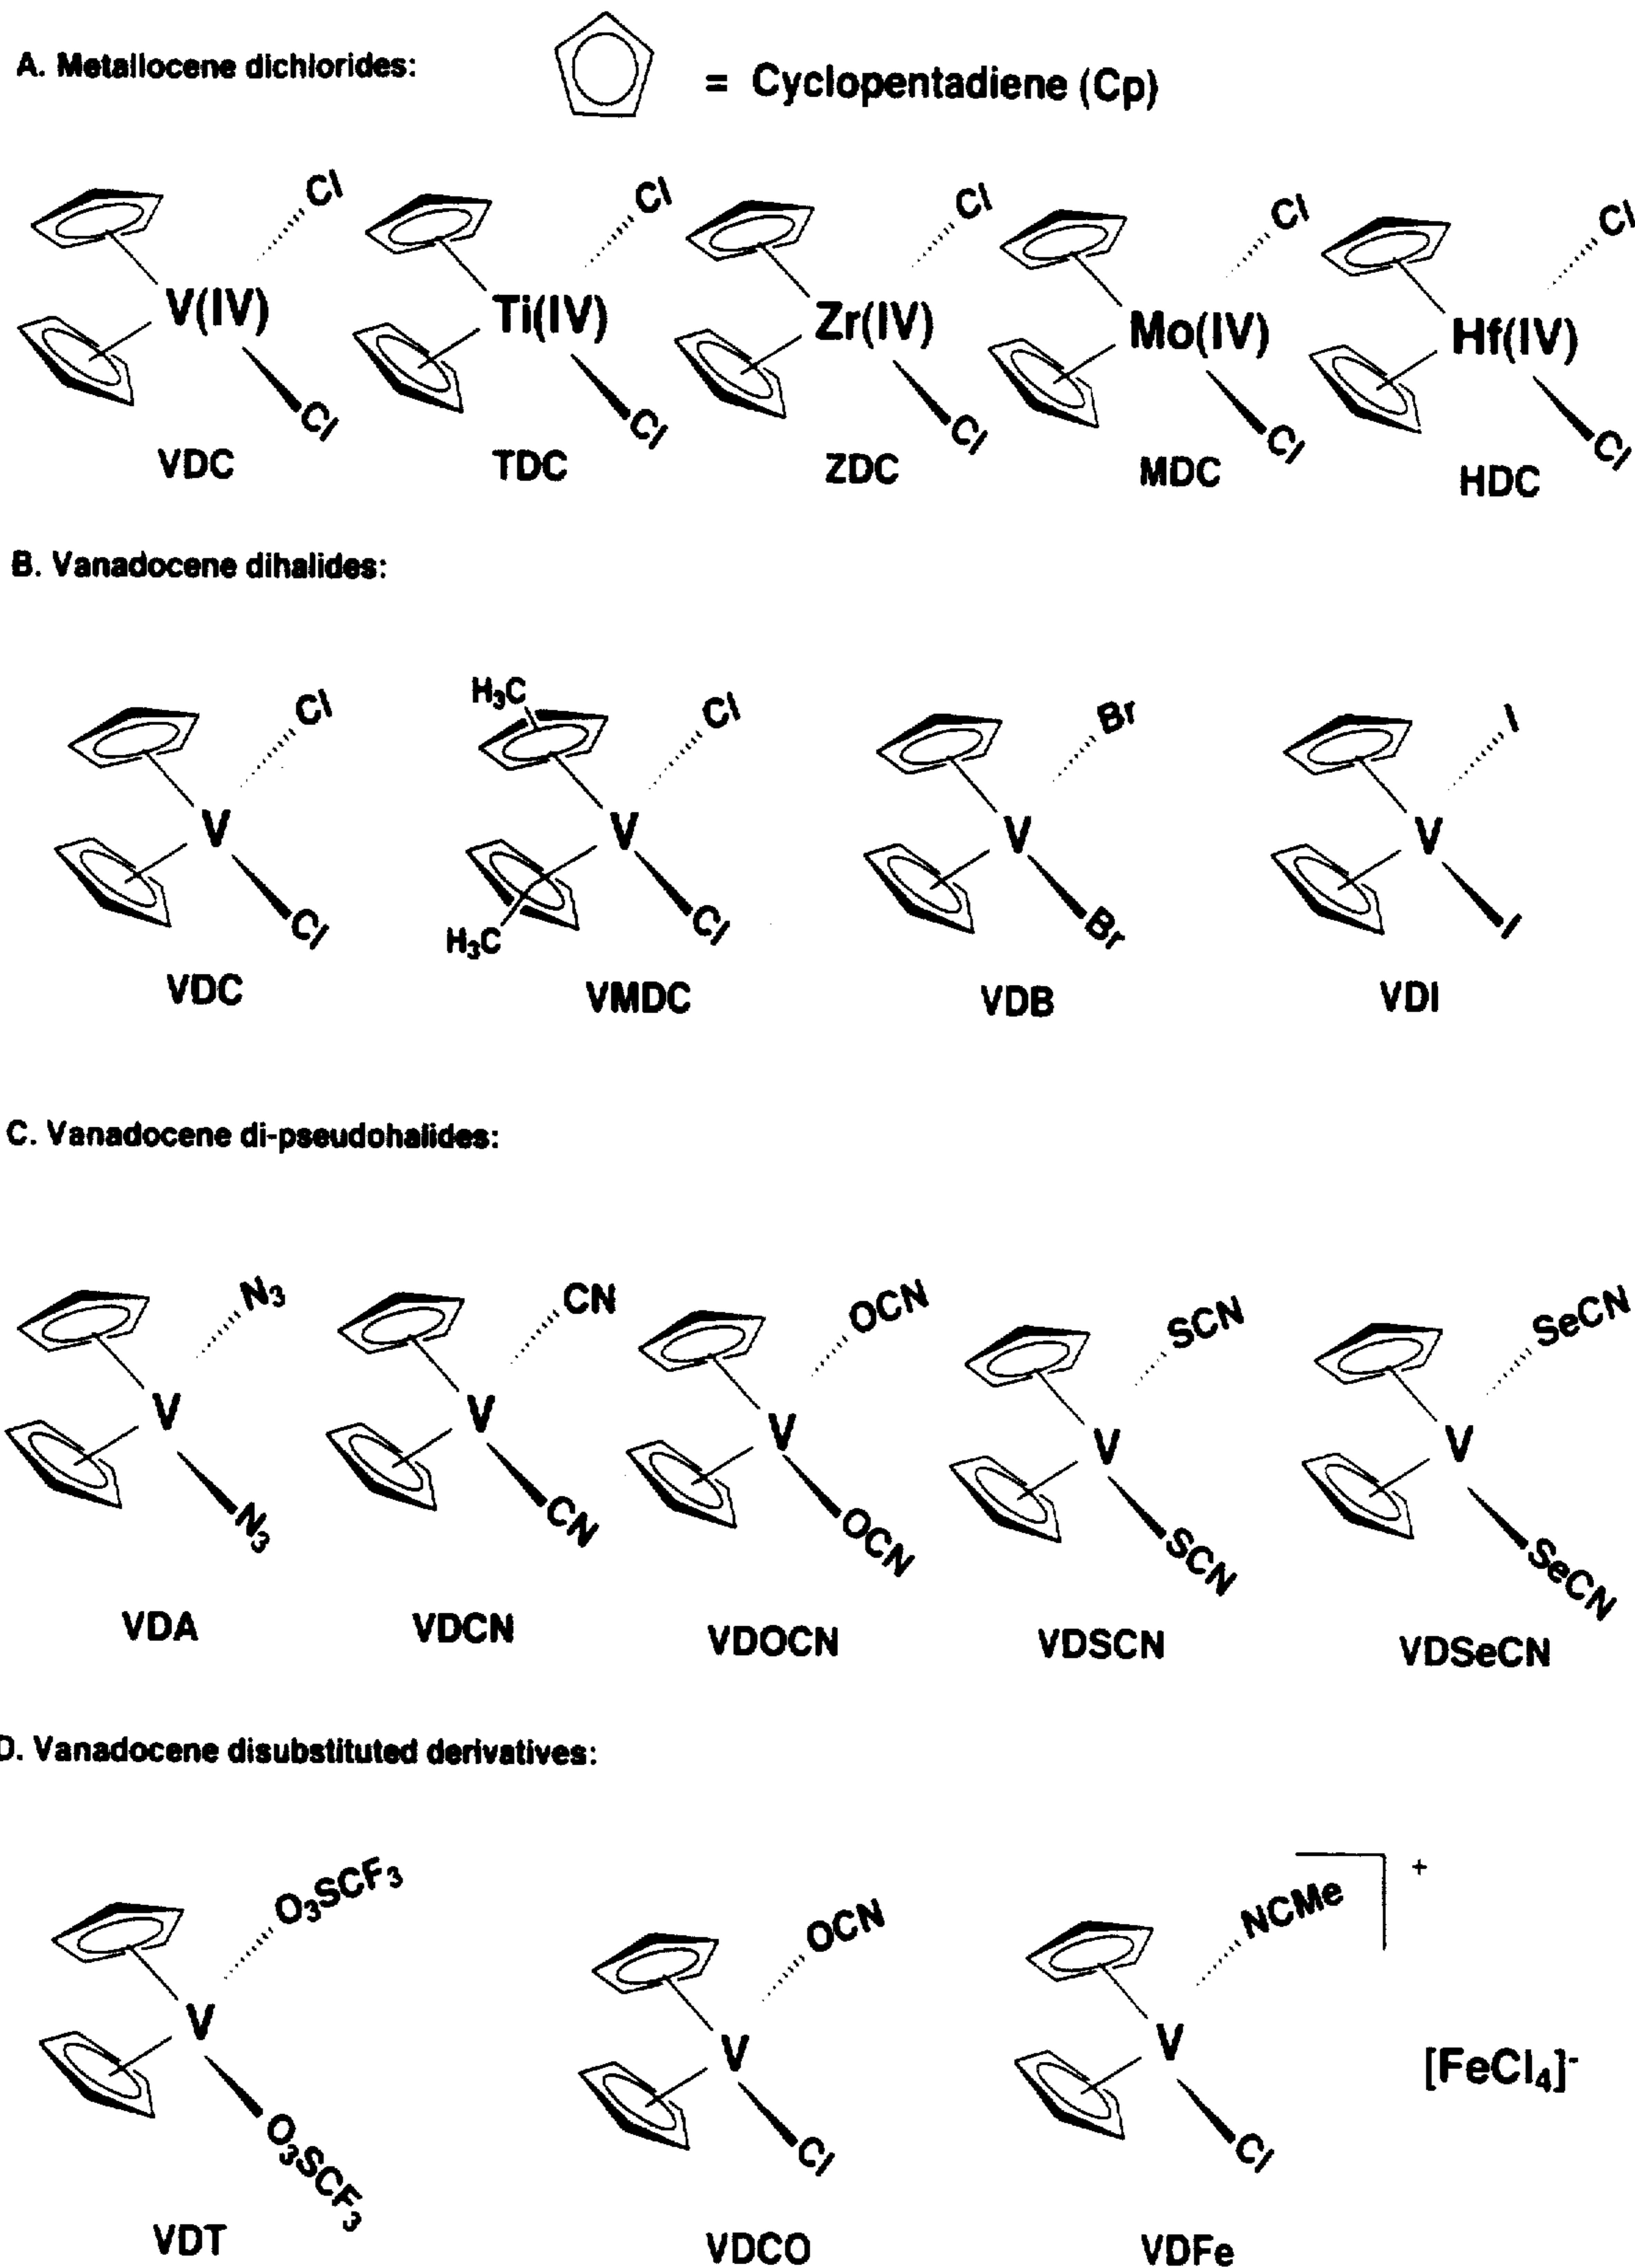 A. Metallocene dichlorides:
= Cyclopentadiene (Cp)
Cl Cl Cl Cl Cl
V(IV) Ti(IV) Zr(IV) Mo(IV) Hf(IV)
Cl Cl Cl Cl Cl
VDC TDC ZDC MDC HDC
B. Vanadocene dihalides:
H₃C
Cl Cl Br I
V V V V
Cl Cl Br I
H₃C
VDC VMDC VDB VDI
C. Vanadocene di-pseudohalides:
N₃ CN OCN SCN SeCN
V V V V V
N₃ CN OCN SCN SeCN
VDA VDCN VDOCN VDSCN VDSeCN
D. Vanadocene disubstituted derivatives:
O₃SCF₃ OCN NCMe +
V V V [FeCl₄]⁻
O₃SCF₃ Cl Cl
VDT VDCO VDFe